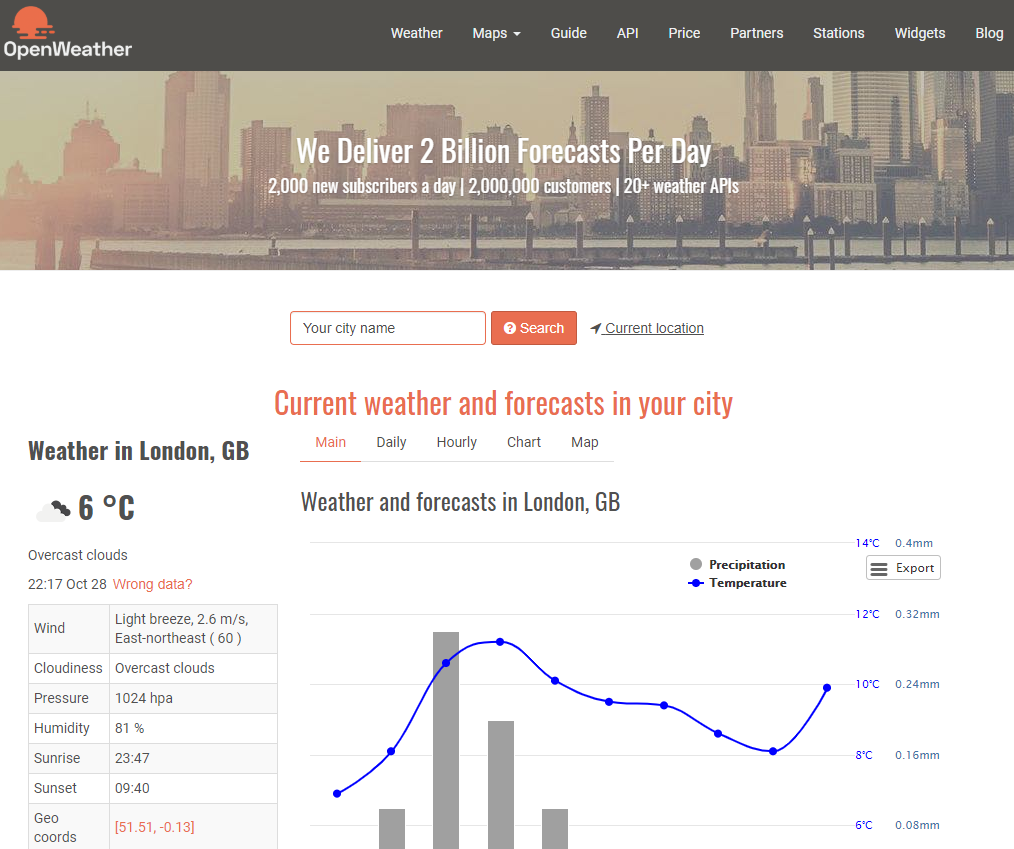 OpenWeather
Weather Maps Guide API Price Partners Stations Widgets Blog
We Deliver 2 Billion Forecasts Per Day
2,000 new subscribers a day | 2,000,000 customers | 20+ weather APIs
Your city name
Search
Current location
Current weather and forecasts in your city
Weather in London, GB
6 °C
Overcast clouds
22:17 Oct 28 Wrong data?
Wind
Light breeze, 2.6 m/s,
East-northeast ( 60 )
Cloudiness Overcast clouds
Pressure 1024 hpa
Humidity 81 %
Sunrise 23:47
Sunset 09:40
Geo
coords
[51.51, -0.13]
Main Daily Hourly Chart Map
Weather and forecasts in London, GB
Precipitation
Temperature
Export
14°C 0.4mm
12°C 0.32mm
10°C 0.24mm
8°C 0.16mm
6°C 0.08mm